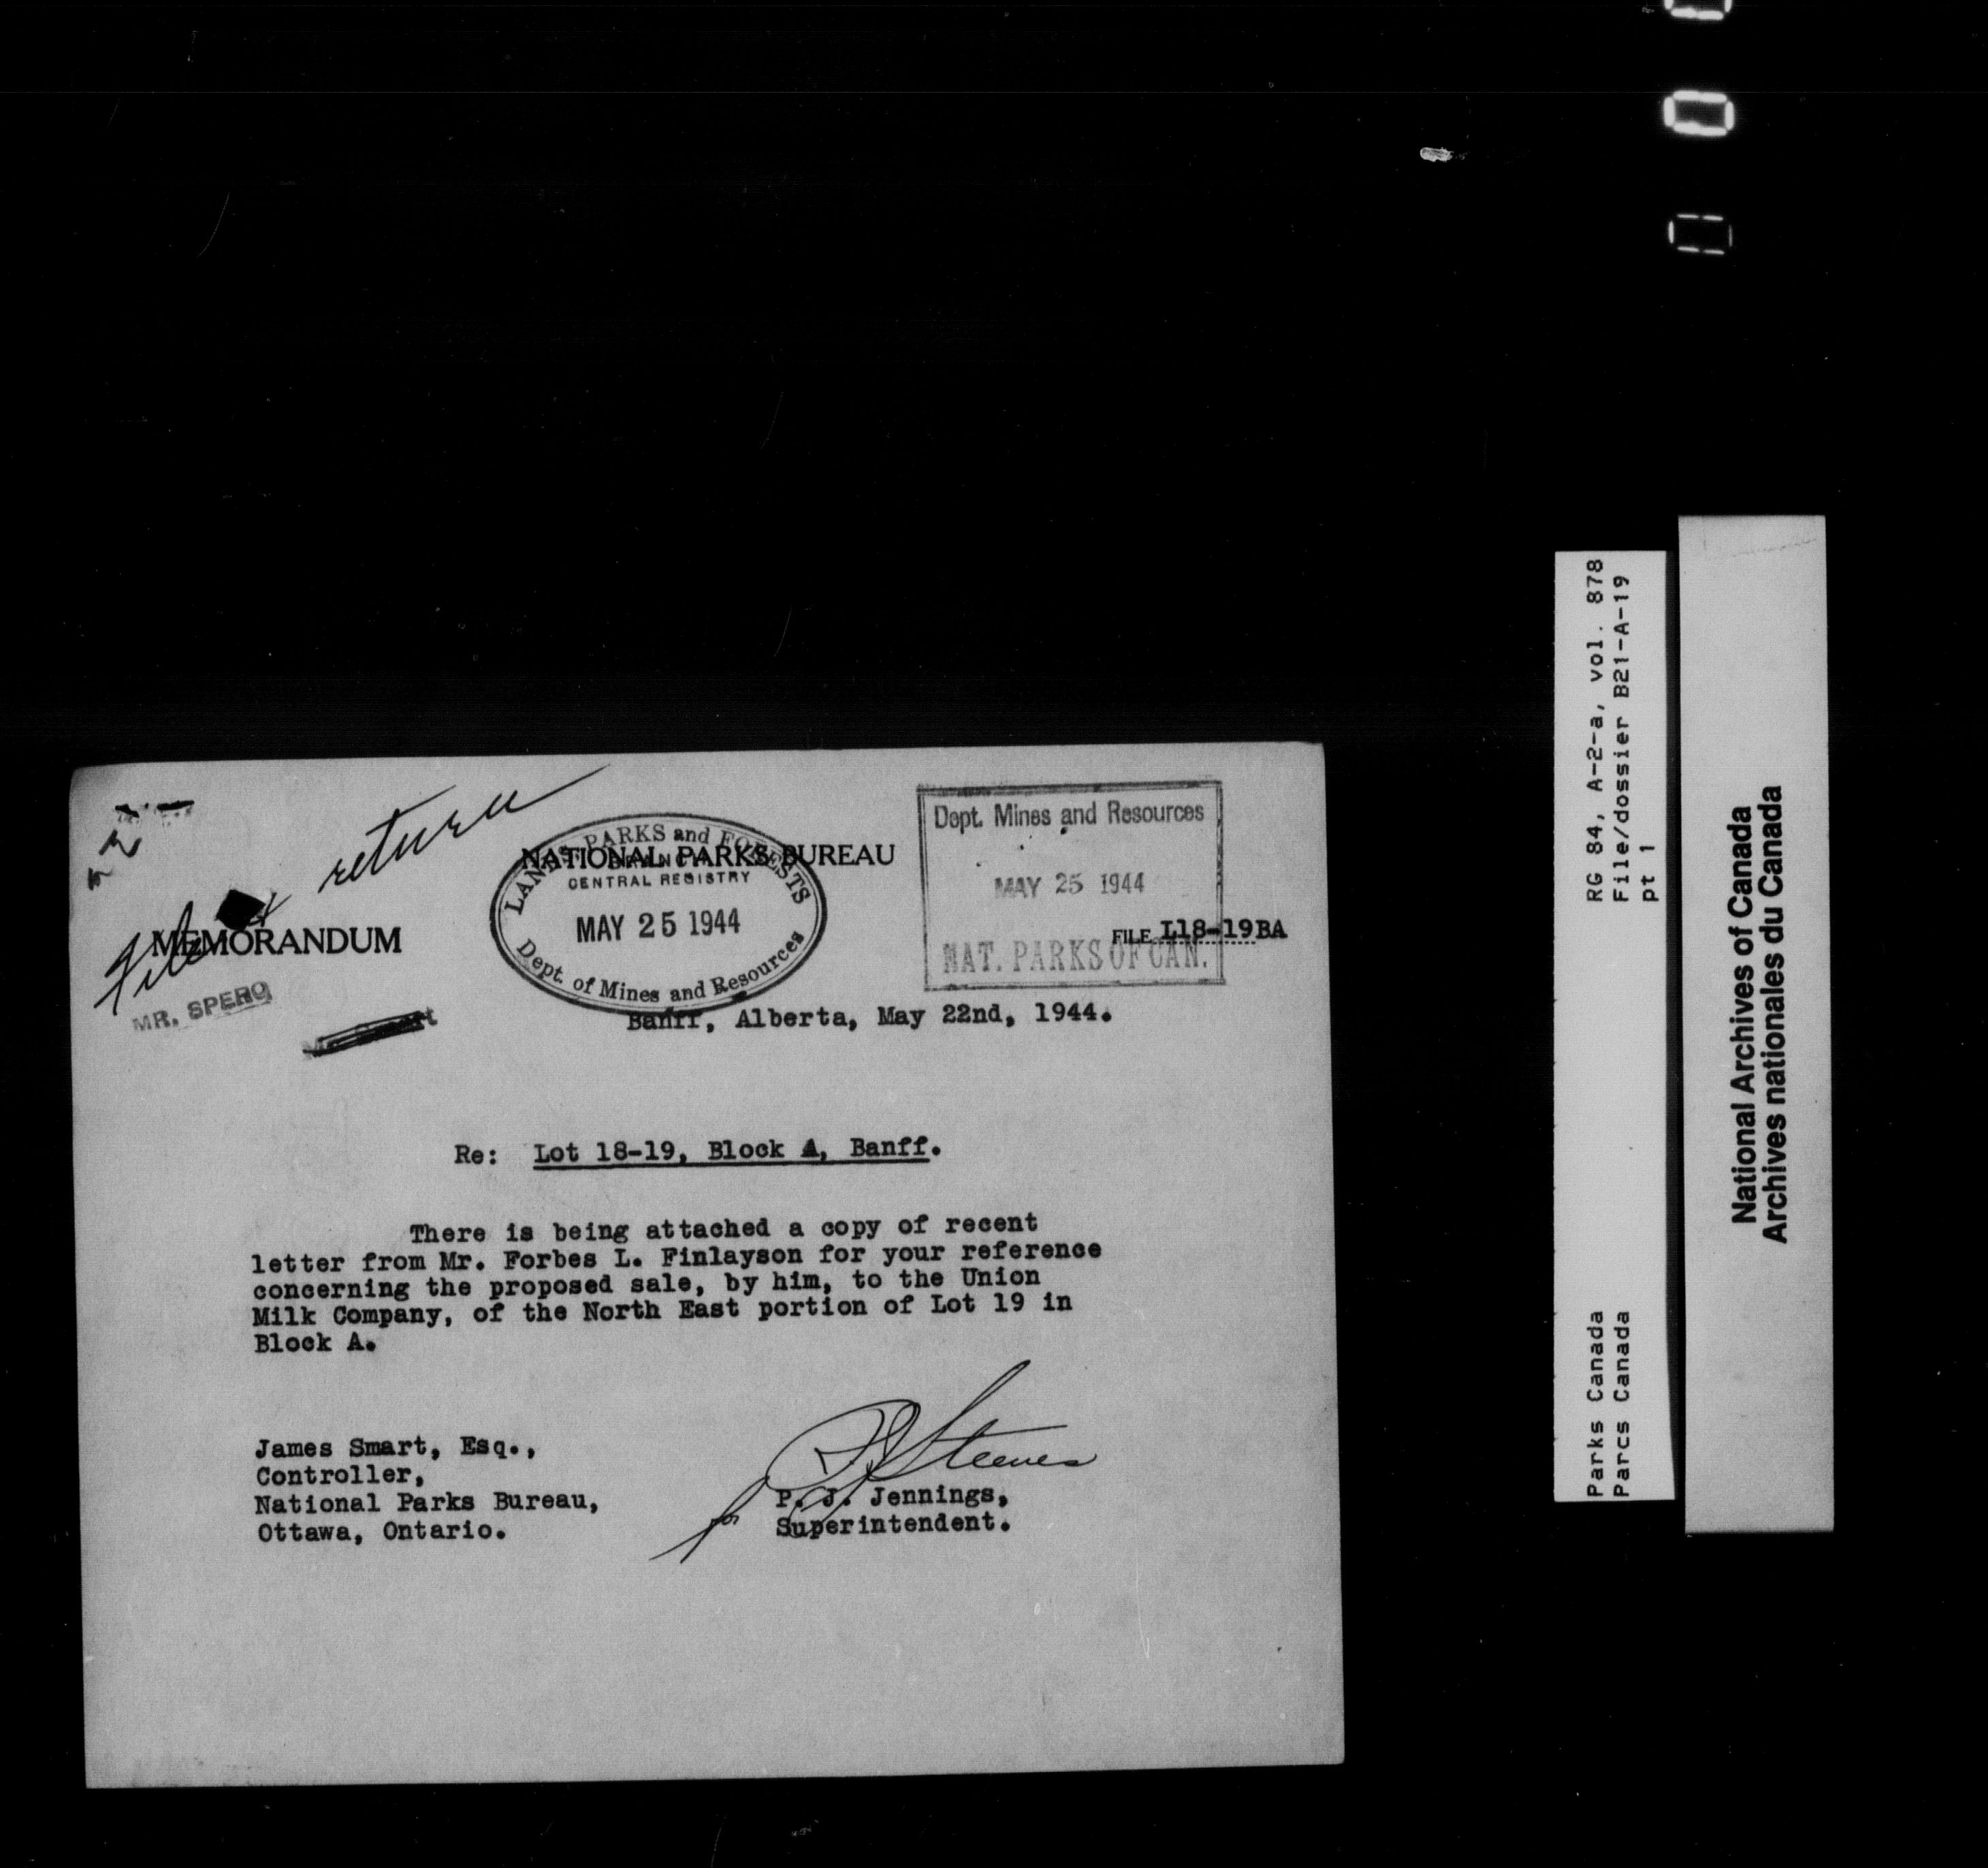 File & return
NATIONAL PARKS BUREAU
LANDS, PARKS and FORESTS
BRANCH
CENTRAL REGISTRY
MAY 25 1944
Dept. of Mines and Resources
Dept. Mines and Resources
MAY 25 1944
NAT. PARKS OF CAN.
MEMORANDUM
FILE L18-19BA
MR. SPERO
Banff, Alberta, May 22nd, 1944.
Re: Lot 18-19, Block A, Banff.
There is being attached a copy of recent
letter from Mr. Forbes L. Finlayson for your reference
concerning the proposed sale, by him, to the Union
Milk Company, of the North East portion of Lot 19 in
Block A.
James Smart, Esq.,
Controller,
National Parks Bureau,
Ottawa, Ontario.
Steeves
for P. J. Jennings,
Superintendent.
RG 84, A-2-a, vol. 878
File/dossier B21-A-19
pt 1
Parks Canada
Parcs Canada
National Archives of Canada
Archives nationales du Canada